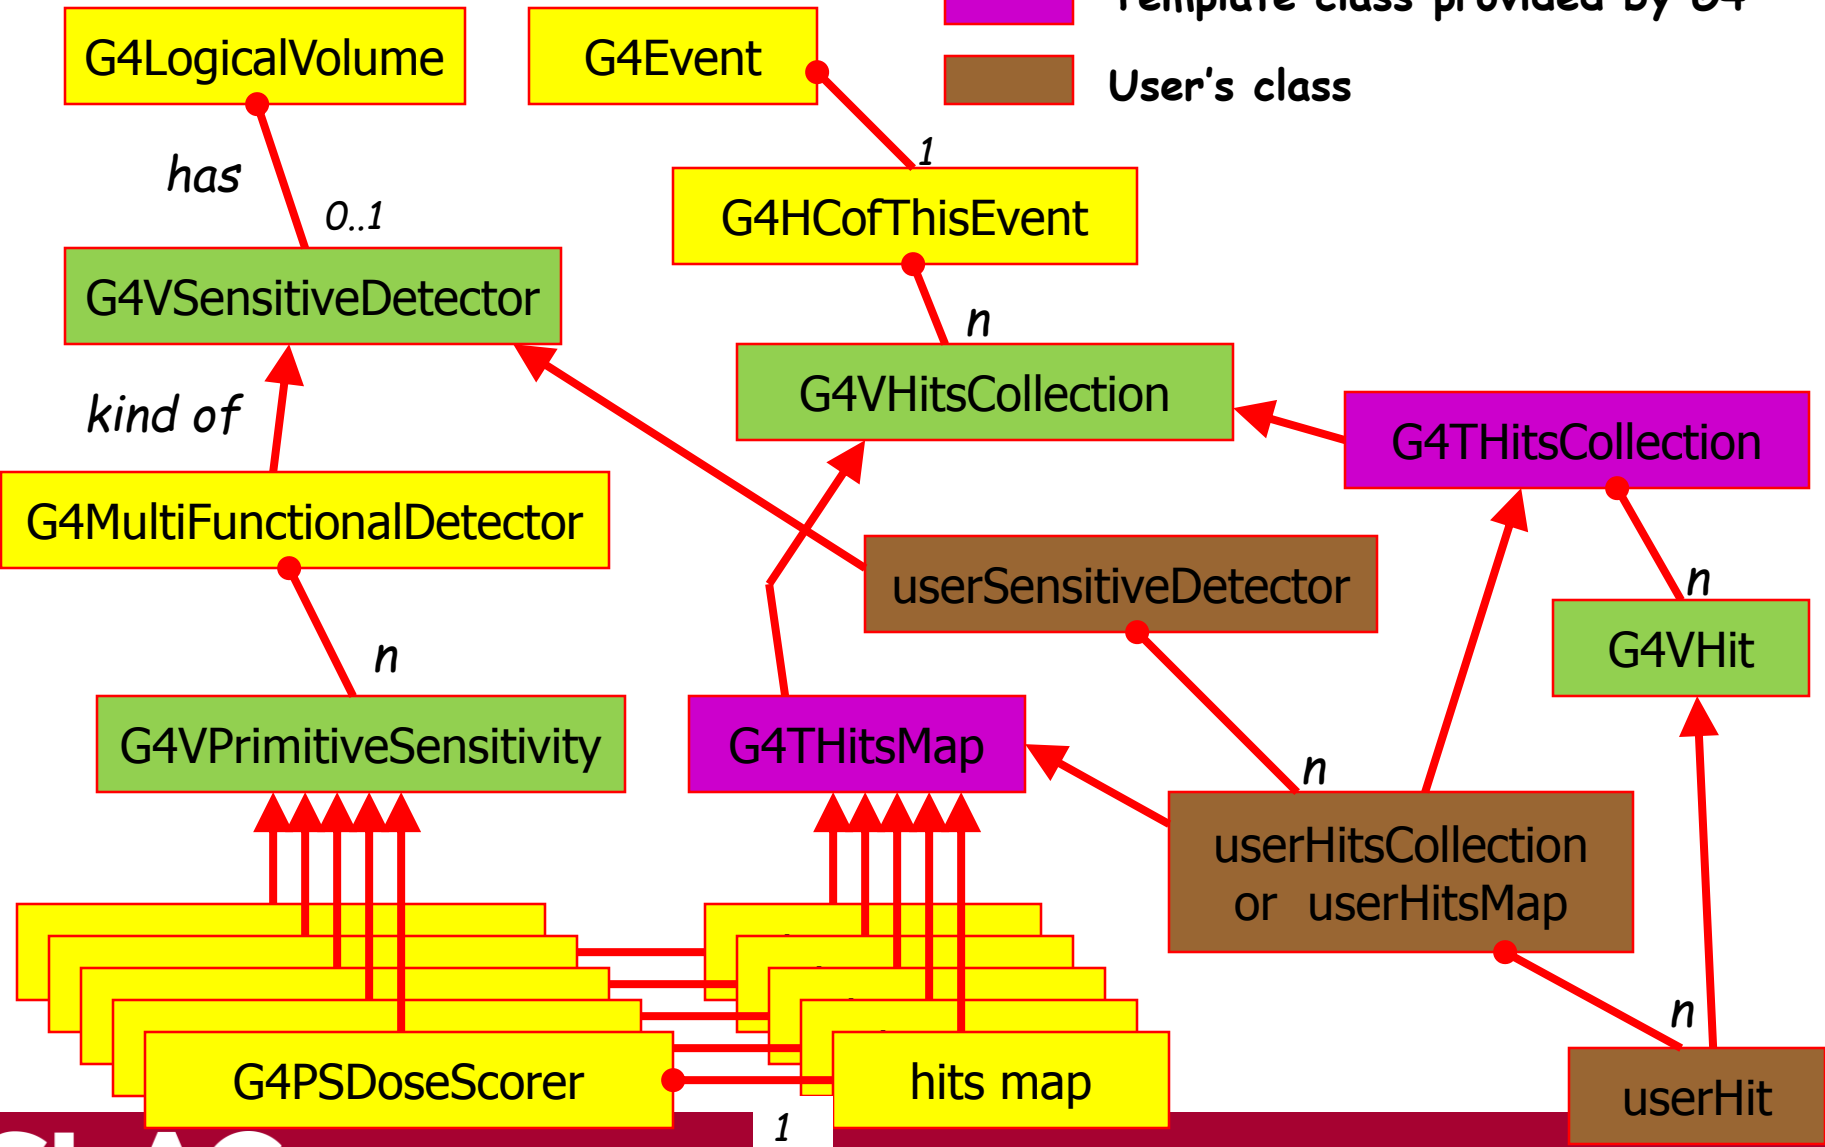 Template class provided by G4
G4LogicalVolume
G4Event
User's class
has
1
0..1
G4HCofThisEvent
G4VSensitiveDetector
n
kind of
G4VHitsCollection
G4THitsCollection
G4MultiFunctionalDetector
userSensitiveDetector
n
n
G4VHit
G4VPrimitiveSensitivity
G4THitsMap
n
userHitsCollection
or userHitsMap
n
G4PSDoseScorer
hits map
userHit
1
SLAC